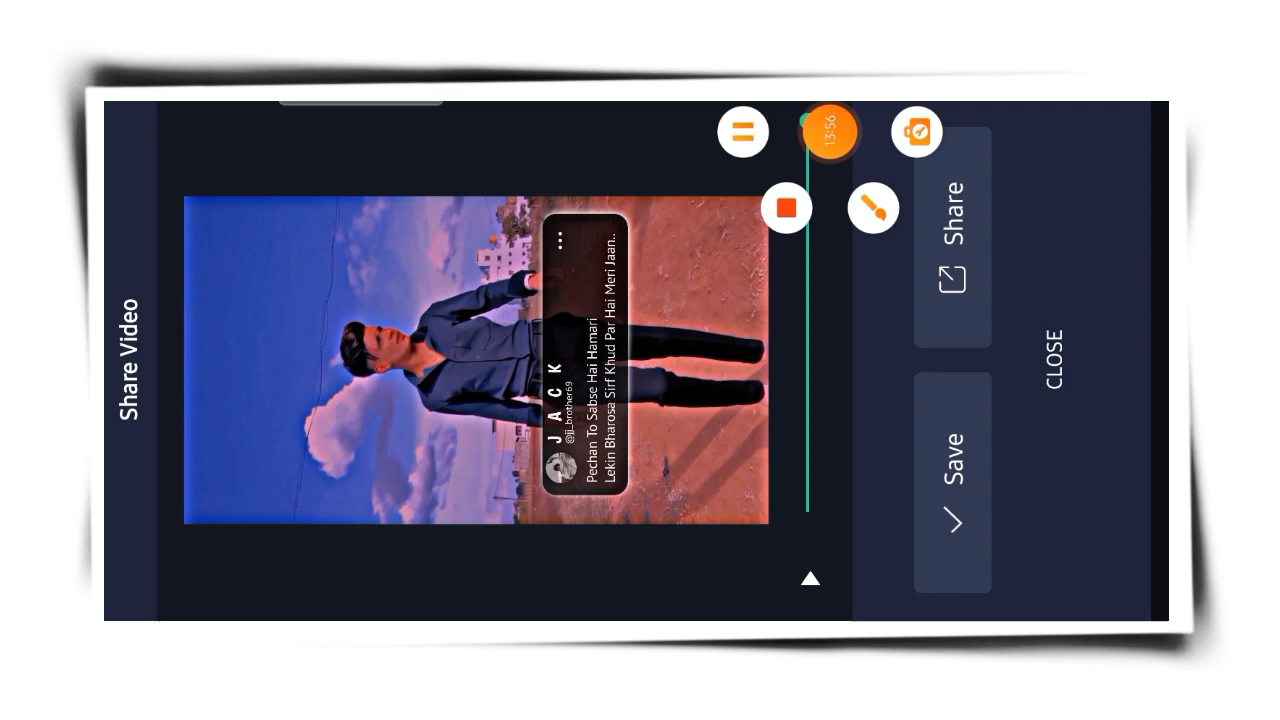 Share Video
J A C K
@jj_brother69
Pechan To Sabse Hai Hamari
Lekin Bharosa Sirf Khud Par Hai Meri Jaan..
13:56
Save
Share
CLOSE